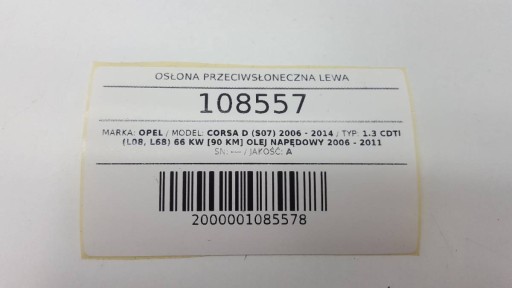 OSŁONA PRZECIWSŁONECZNA LEWA
108557
MARKA: OPEL / MODEL: CORSA D (S07) 2006 - 2014 / TYP: 1.3 CDTI
(L08, L68) 66 KW [90 KM] OLEJ NAPĘDOWY 2006 - 2011
SN: --- / JAKOŚĆ: A
2000001085578